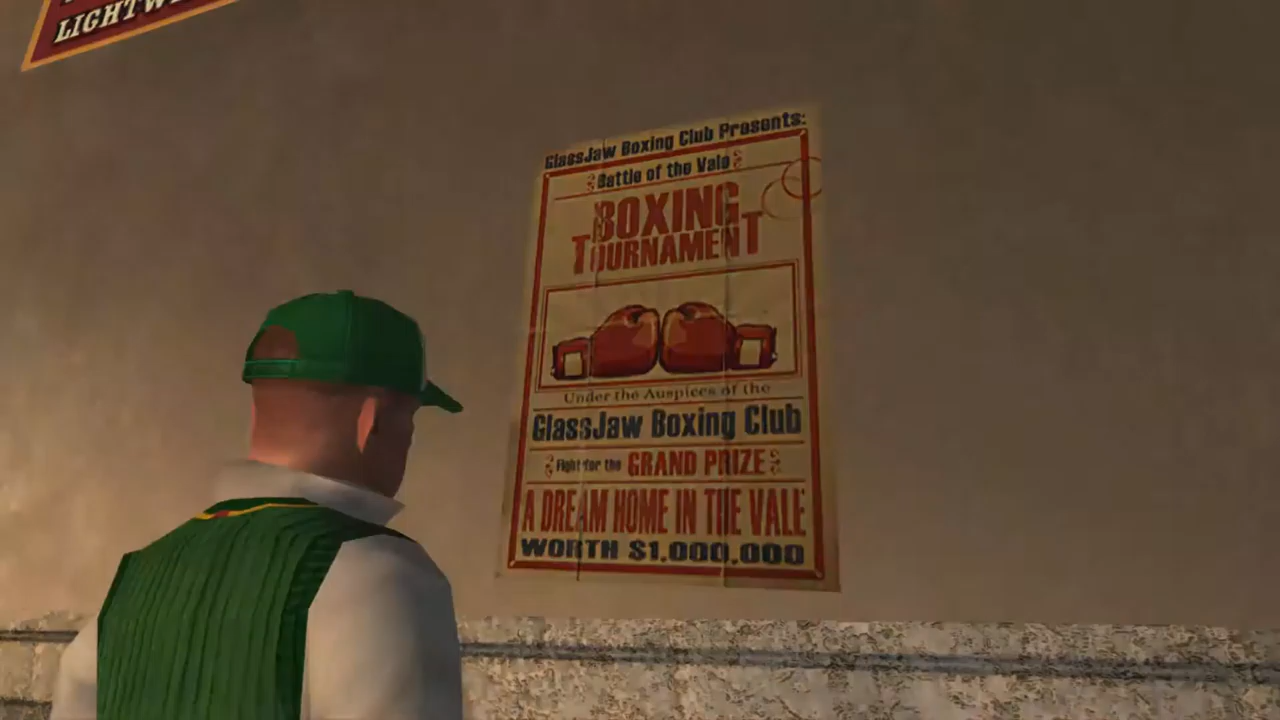 LIGHTW
GlassJaw Boxing Club Presents:
Battle of the Vale
BOXING
TOURNAMENT
Under the Auspices of the
GlassJaw Boxing Club
Fight for the GRAND PRIZE
A DREAM HOME IN THE VALE
WORTH $1.000.000